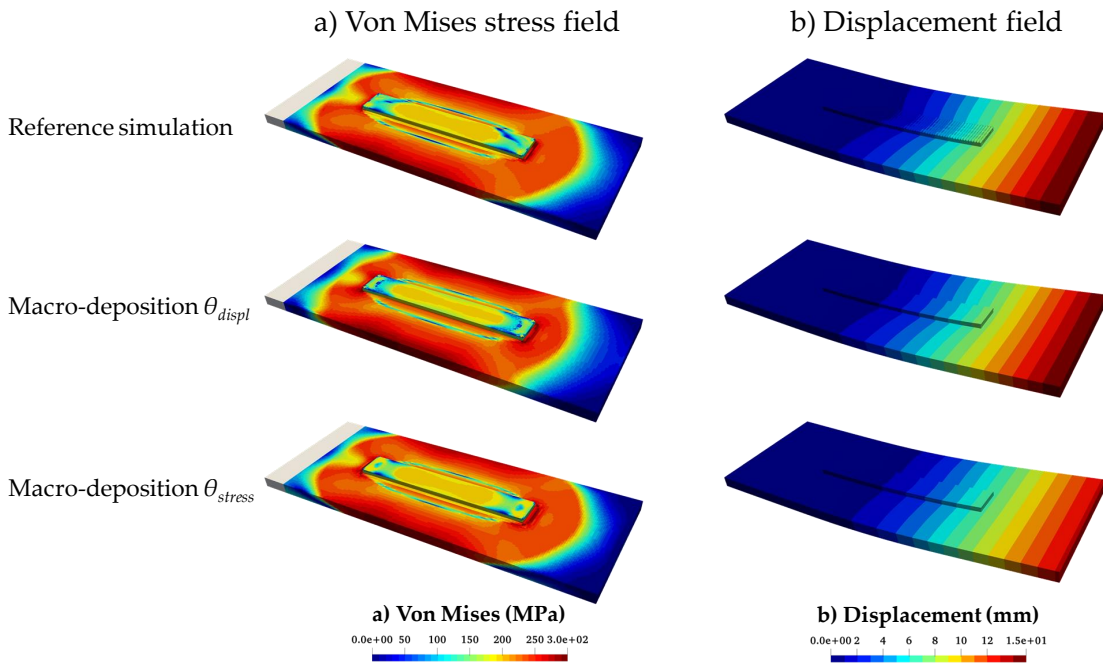 a) Von Mises stress field
b) Displacement field
Reference simulation
Macro-deposition θdispl
Macro-deposition θstress
a) Von Mises (MPa)
0.0e+00 50 100 150 200 250 3.0e+02
b) Displacement (mm)
0.0e+00 2 4 6 8 10 12 1.5e+01